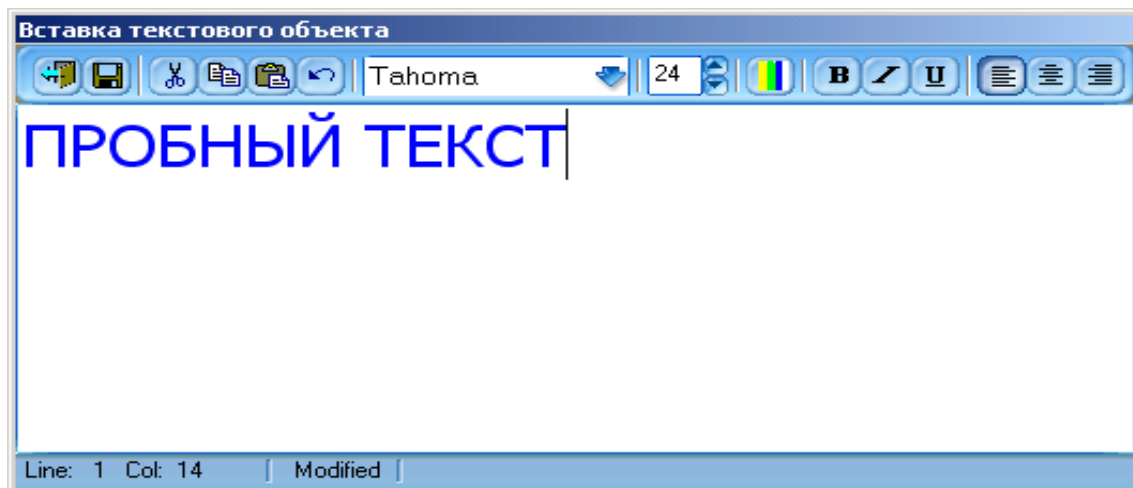 Вставка текстового объекта
Tahoma 24 B I U
ПРОБНЫЙ ТЕКСТ
Line: 1 Col: 14 Modified